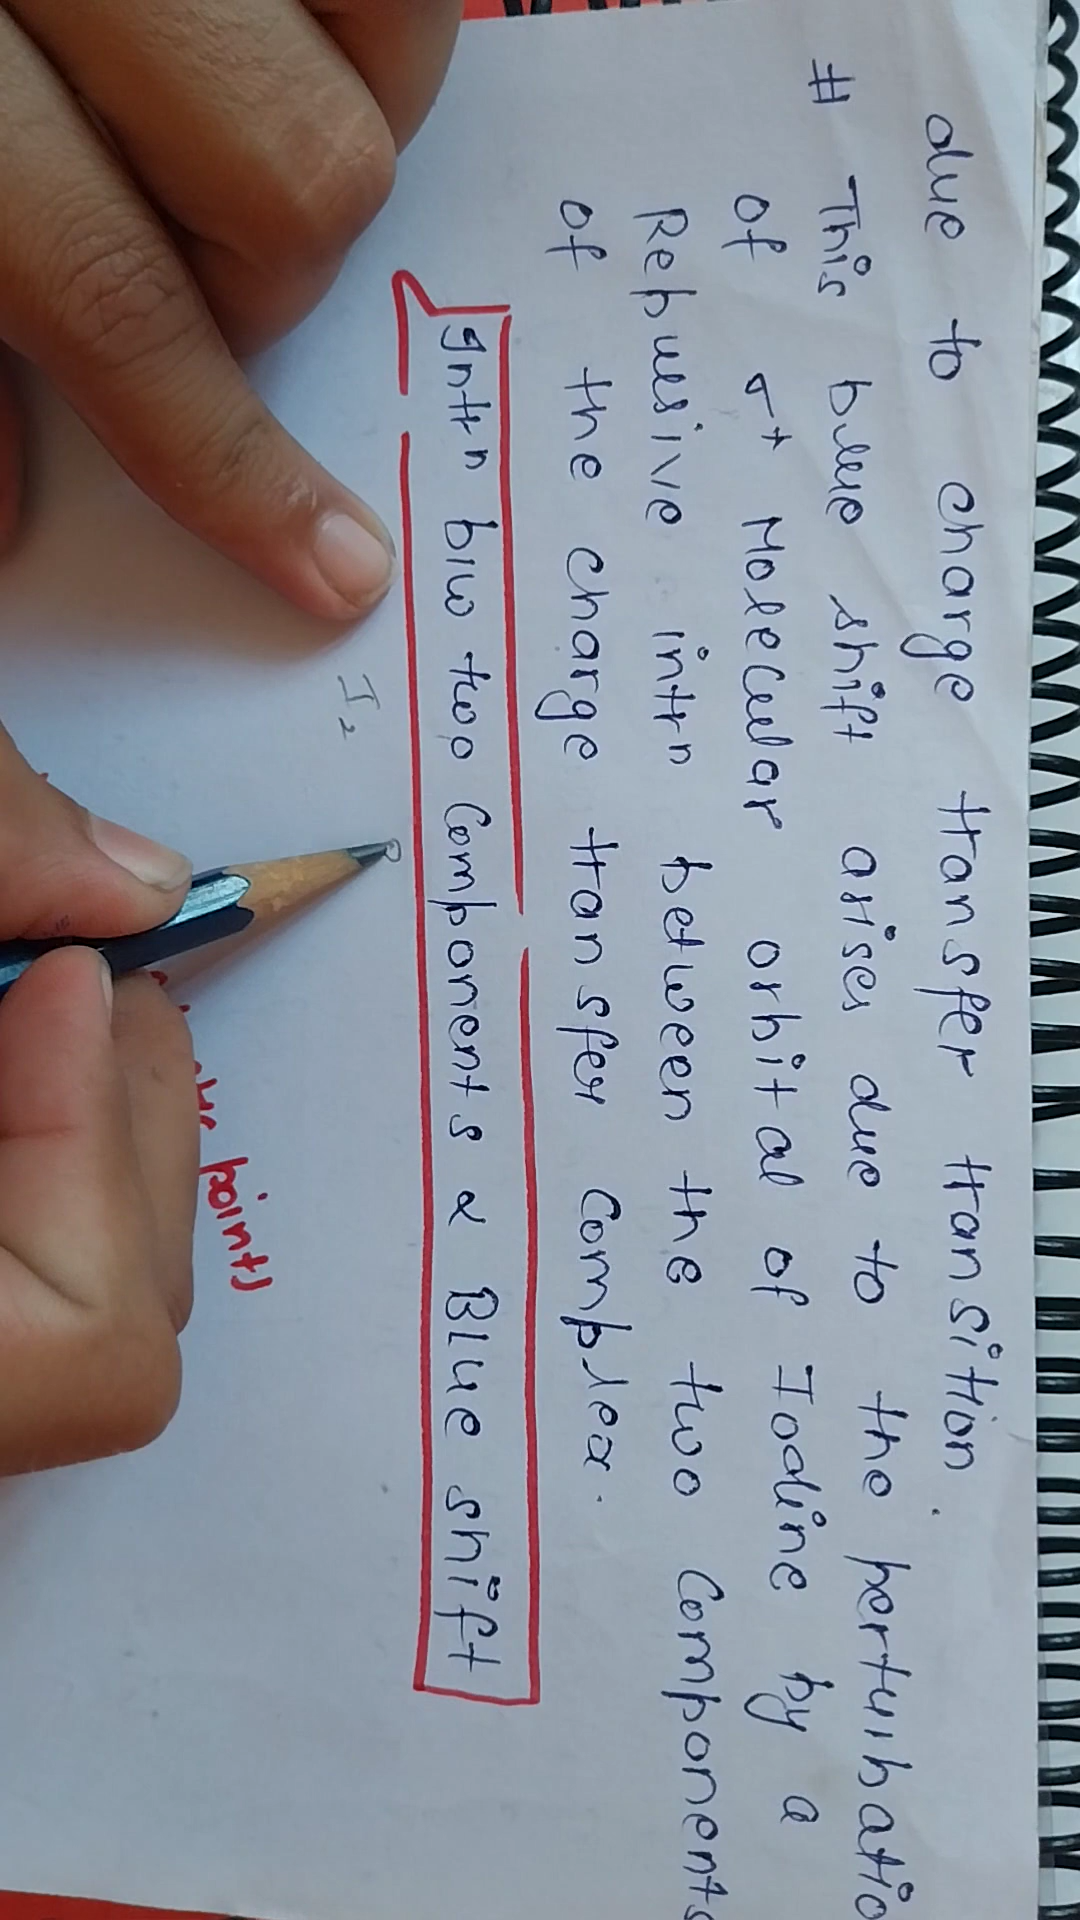 due to charge transfer transition.
# This blue shift arises due to the perturbatio
of σ* Molecular orbital of Iodine by a
Repulsive intrn between the two Components
of the charge transfer Complex.
Intrn b/w two Components α Blue shift
I₂
points